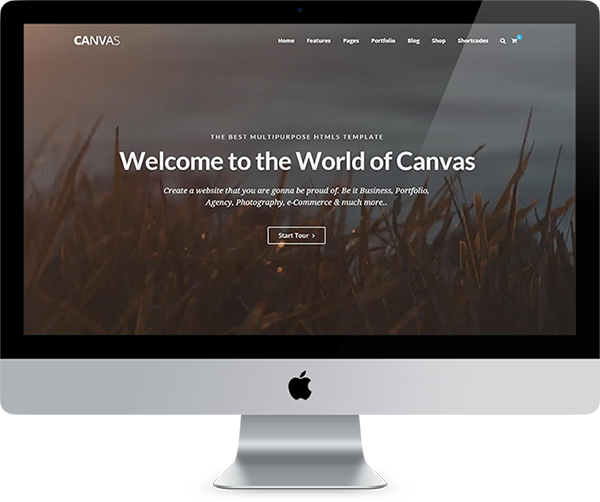 CANVAS
Home Features Pages Portfolio Blog Shop Shortcodes
THE BEST MULTIPURPOSE HTML5 TEMPLATE
Welcome to the World of Canvas
Create a website that you are gonna be proud of. Be it Business, Portfolio,
Agency, Photography, e-Commerce & much more..
Start Tour